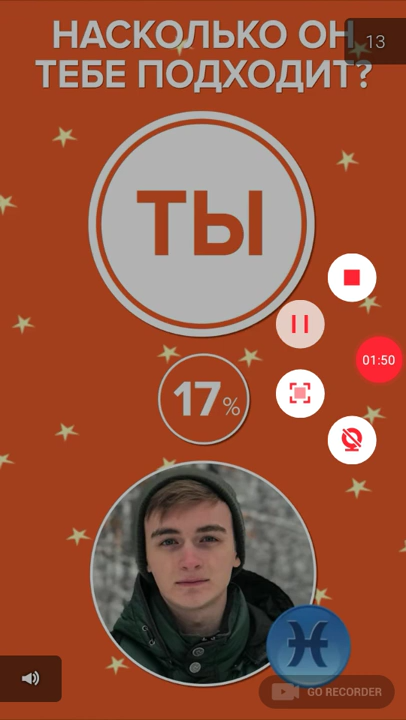 НАСКОЛЬКО ОН
13
ТЕБЕ ПОДХОДИТ?
ТЫ
17%
01:50
GO RECORDER